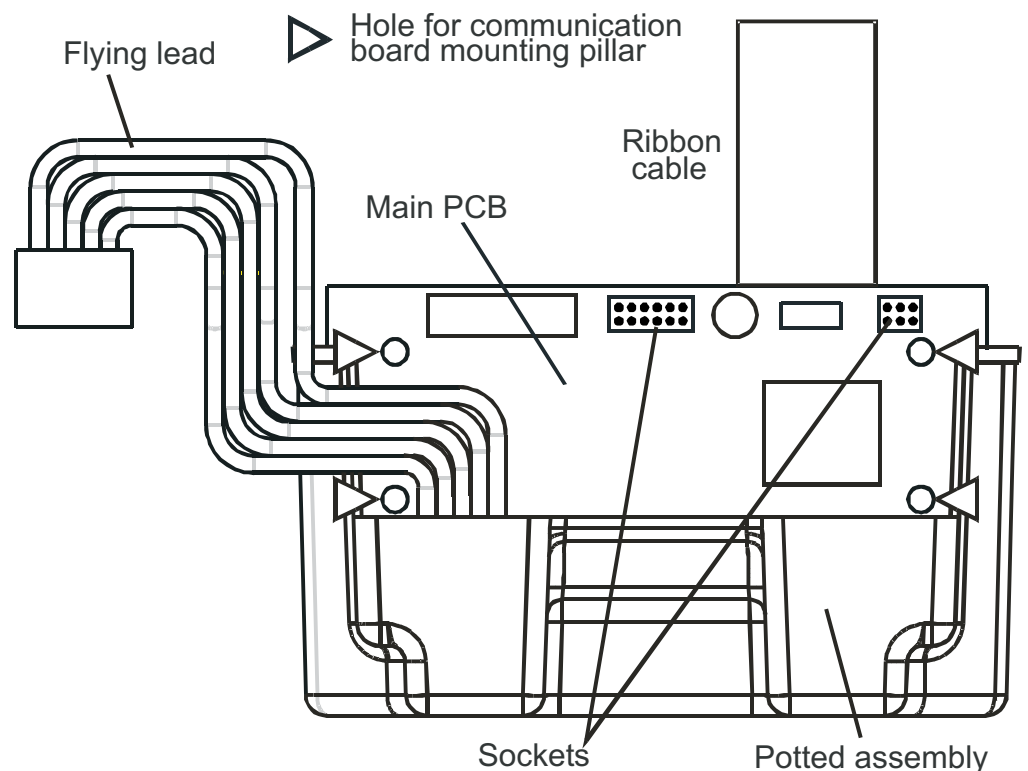 Hole for communication
board mounting pillar
Flying lead
Ribbon
cable
Main PCB
Sockets
Potted assembly